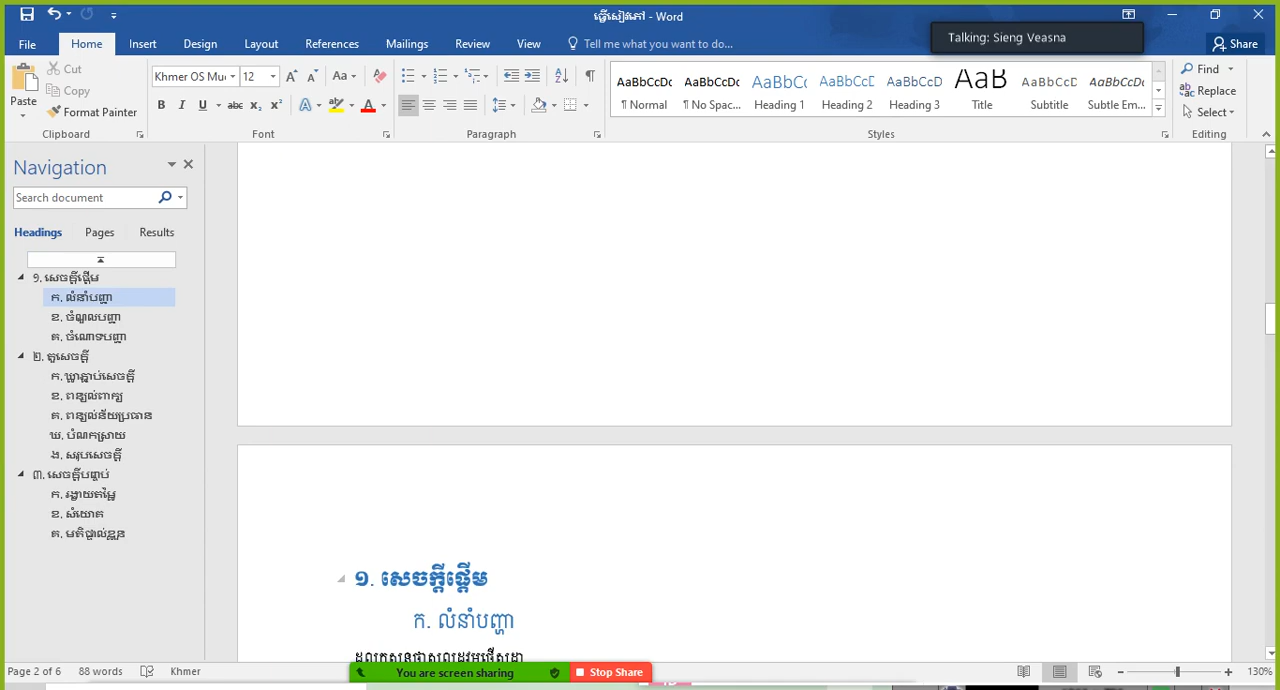 ធ្វើសៀវភៅ - Word
Talking: Sieng Veasna
File Home Insert Design Layout References Mailings Review View Tell me what you want to do... Share
Paste
Cut
Copy
Format Painter
Clipboard
Khmer OS Mu 12
Font
Paragraph
AaBbCcDc AaBbCcDc AaBbCc AaBbCcC AaBbCcD AaB AaBbCcD AaBbCcDc
¶ Normal ¶ No Spac... Heading 1 Heading 2 Heading 3 Title Subtitle Subtle Em...
Styles
Find
Replace
Select
Editing
Navigation
Search document
Headings Pages Results
១. សេចក្តីផ្តើម
ក. លំនាំបញ្ហា
ខ. ចំណូលបញ្ហា
គ. ចំណោទបញ្ហា
២. តួសេចក្តី
ក. ឃ្លាភ្ជាប់សេចក្តី
ខ. ពន្យល់ពាក្យ
គ. ពន្យល់ន័យប្រធាន
ឃ. បំណកស្រាយ
ង. សរុបសេចក្តី
៣. សេចក្តីបញ្ចប់
ក. រង្វាយតម្លៃ
ខ. សំយោគ
គ. មតិផ្ទាល់ខ្លួន
១. សេចក្តីផ្តើម
ក. លំនាំបញ្ហា
Page 2 of 6 88 words Khmer
You are screen sharing Stop Share
130%